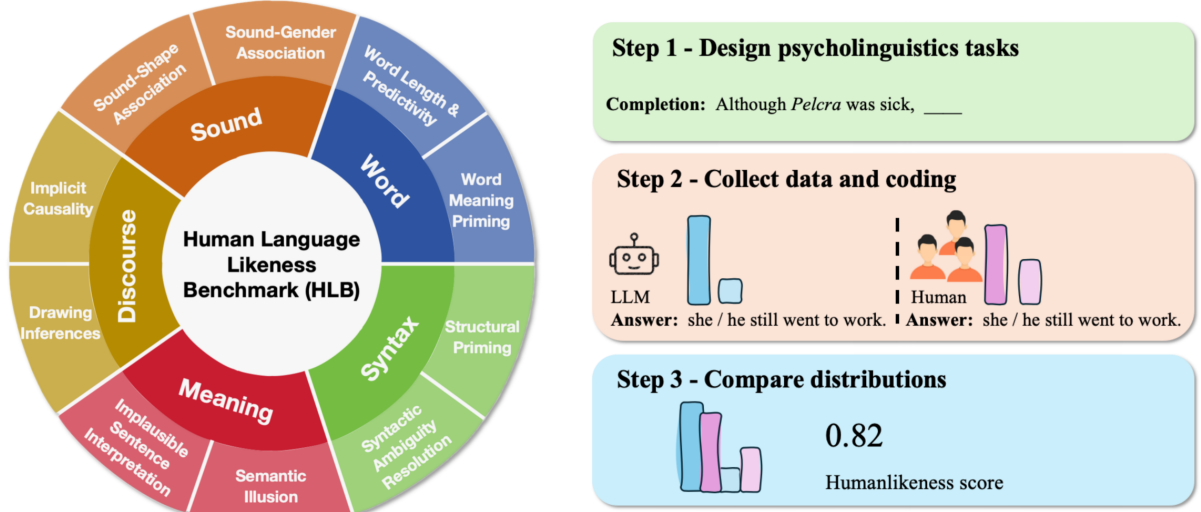 Sound-Shape
Association
Sound-Gender
Association
Word Length &
Predictivity
Word
Meaning
Priming
Structural
Priming
Syntactic
Ambiguity
Resolution
Semantic
Illusion
Implausible
Sentence
Interpretation
Drawing
Inferences
Implicit
Causality
Sound
Word
Syntax
Meaning
Discourse
Human Language
Likeness
Benchmark (HLB)
Step 1 - Design psycholinguistics tasks
Completion: Although Pelcra was sick, ____
Step 2 - Collect data and coding
LLM
Answer: she / he still went to work.
Human
Answer: she / he still went to work.
Step 3 - Compare distributions
0.82
Humanlikeness score